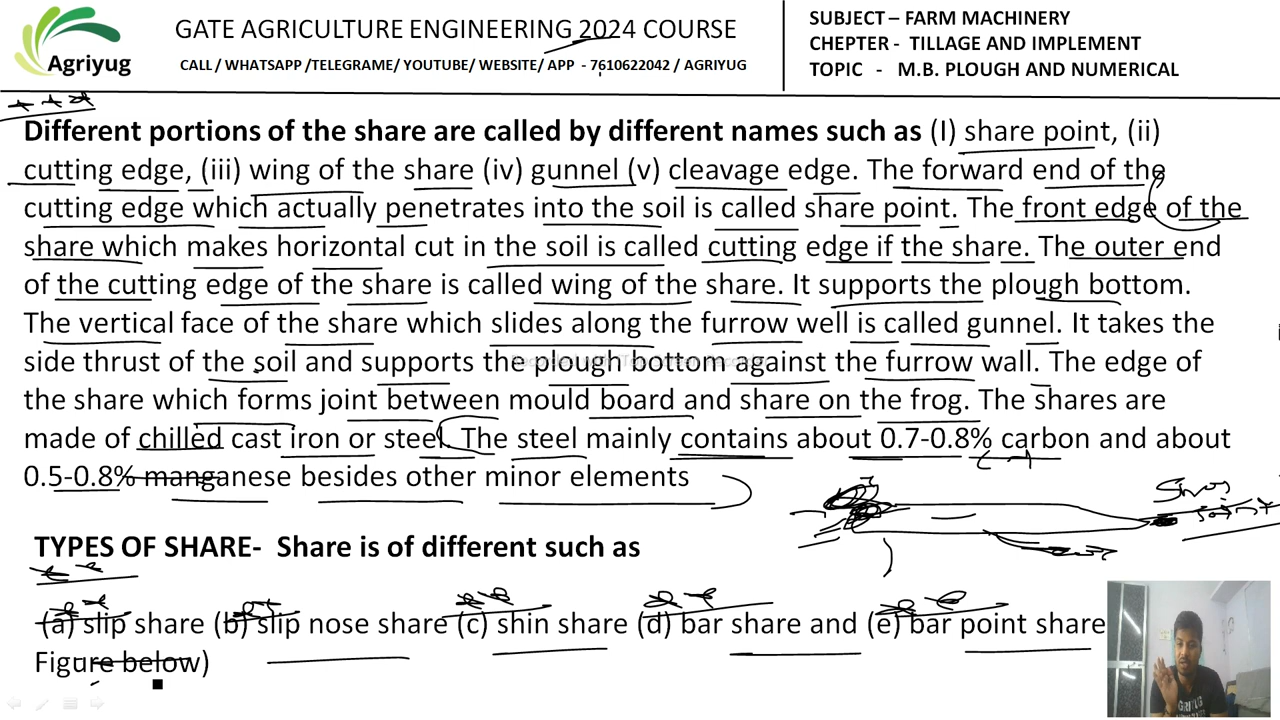 Agriyug
GATE AGRICULTURE ENGINEERING 2024 COURSE
CALL / WHATSAPP /TELEGRAME/ YOUTUBE/ WEBSITE/ APP - 7610622042 / AGRIYUG
SUBJECT – FARM MACHINERY
CHEPTER - TILLAGE AND IMPLEMENT
TOPIC - M.B. PLOUGH AND NUMERICAL
Different portions of the share are called by different names such as (I) share point, (ii)
cutting edge, (iii) wing of the share (iv) gunnel (v) cleavage edge. The forward end of the
cutting edge which actually penetrates into the soil is called share point. The front edge of the
share which makes horizontal cut in the soil is called cutting edge if the share. The outer end
of the cutting edge of the share is called wing of the share. It supports the plough bottom.
The vertical face of the share which slides along the furrow well is called gunnel. It takes the
side thrust of the soil and supports the plough bottom against the furrow wall. The edge of
the share which forms joint between mould board and share on the frog. The shares are
made of chilled cast iron or steel. The steel mainly contains about 0.7-0.8% carbon and about
0.5-0.8% manganese besides other minor elements
TYPES OF SHARE- Share is of different such as
(a) slip share (b) slip nose share (c) shin share (d) bar share and (e) bar point share
Figure below)